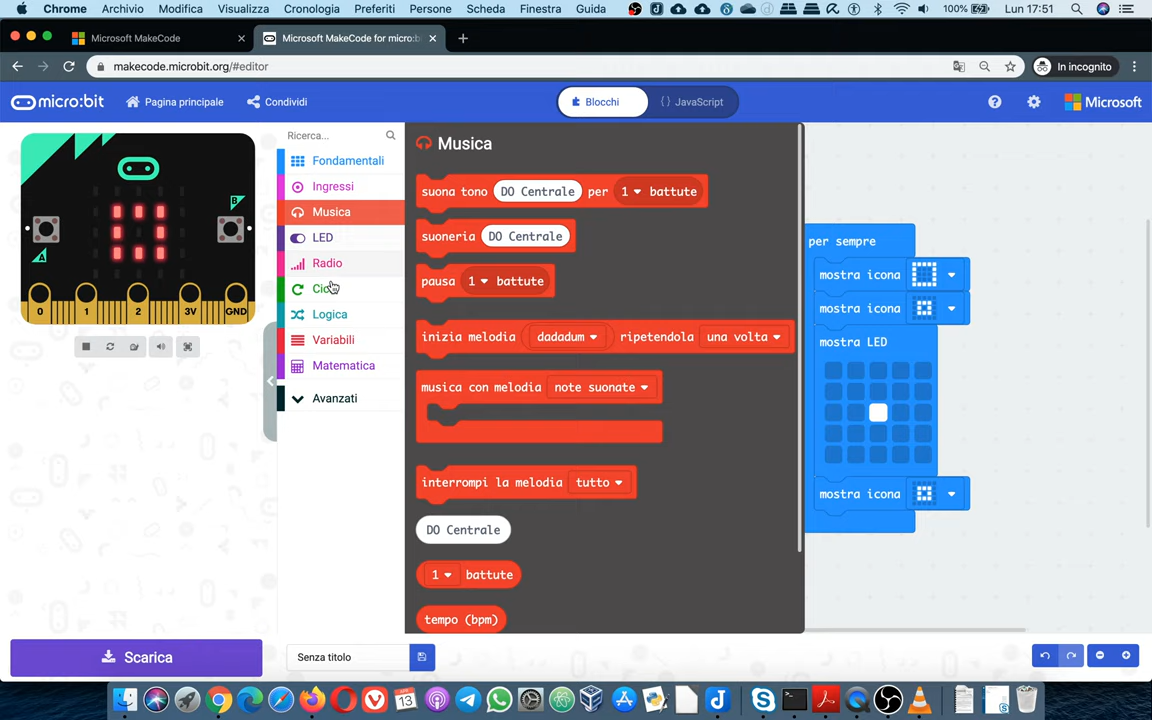 Chrome Archivio Modifica Visualizza Cronologia Preferiti Persone Scheda Finestra Guida 100% Lun 17:51
Microsoft MakeCode
Microsoft MakeCode for micro:b
makecode.microbit.org/#editor
In incognito
micro:bit
Pagina principale
Condividi
Blocchi
{ } JavaScript
Microsoft
Ricerca...
Fondamentali
Ingressi
Musica
LED
Radio
Logica
Variabili
Matematica
Avanzati
A
B
0 1 2 3V GND
Musica
suona tono DO Centrale per 1 battute
suoneria DO Centrale
pausa 1 battute
inizia melodia dadadum ripetendola una volta
musica con melodia note suonate
interrompi la melodia tutto
DO Centrale
1 battute
tempo (bpm)
per sempre
mostra icona
mostra icona
mostra LED
mostra icona
Scarica
Senza titolo
13